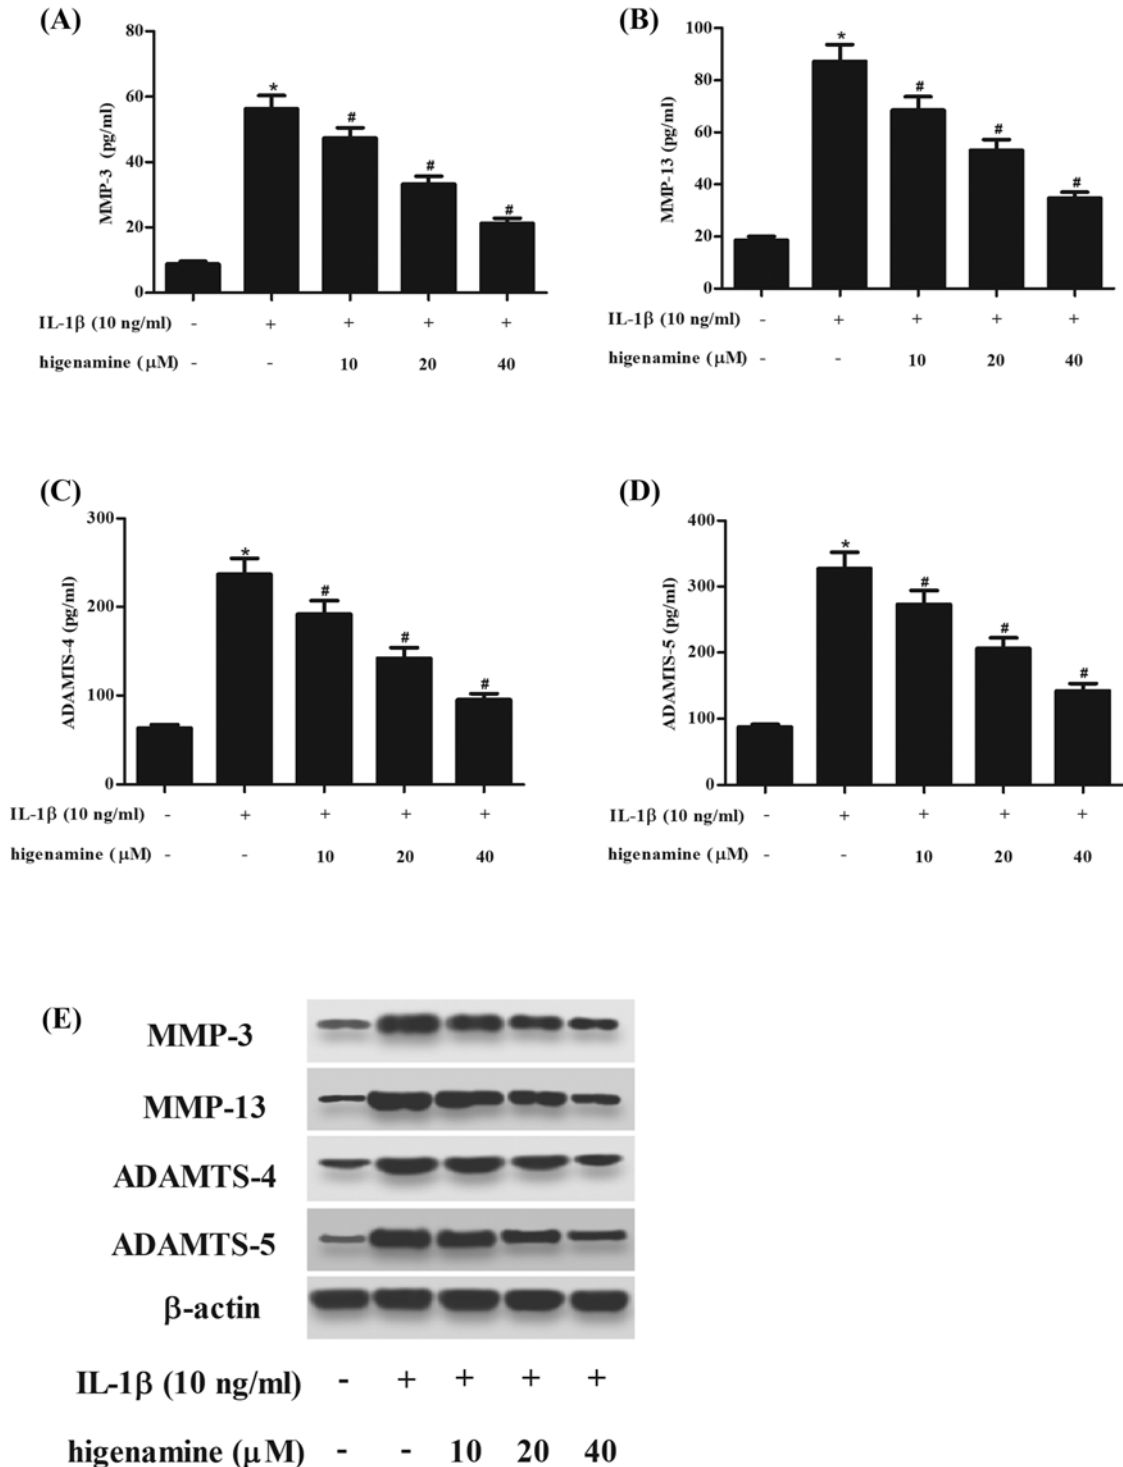 (A)
80
60
40
20
0
MMP-3 (pg/ml)
* # # #
IL-1β (10 ng/ml) - + + + +
higenamine (μM) - - 10 20 40
(B)
100
80
60
40
20
0
MMP-13 (pg/ml)
* # # #
IL-1β (10 ng/ml) - + + + +
higenamine (μM) - - 10 20 40
(C)
300
200
100
0
ADAMTS-4 (pg/ml)
* # # #
IL-1β (10 ng/ml) - + + + +
higenamine (μM) - - 10 20 40
(D)
400
300
200
100
0
ADAMTS-5 (pg/ml)
* # # #
IL-1β (10 ng/ml) - + + + +
higenamine (μM) - - 10 20 40
(E)
MMP-3
MMP-13
ADAMTS-4
ADAMTS-5
β-actin
IL-1β (10 ng/ml) - + + + +
higenamine (μM) - - 10 20 40